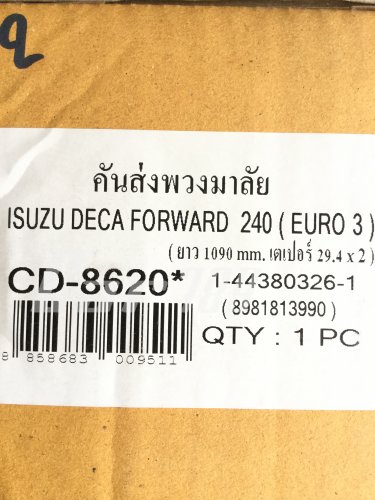 2
คันส่งพวงมาลัย
ISUZU DECA FORWARD 240 ( EURO 3 )
( ยาว 1090 mm. เตเปอร์ 29.4 x 2 )
CD-8620* 1-44380326-1
( 8981813990 )
QTY : 1 PC
8 858683 009511